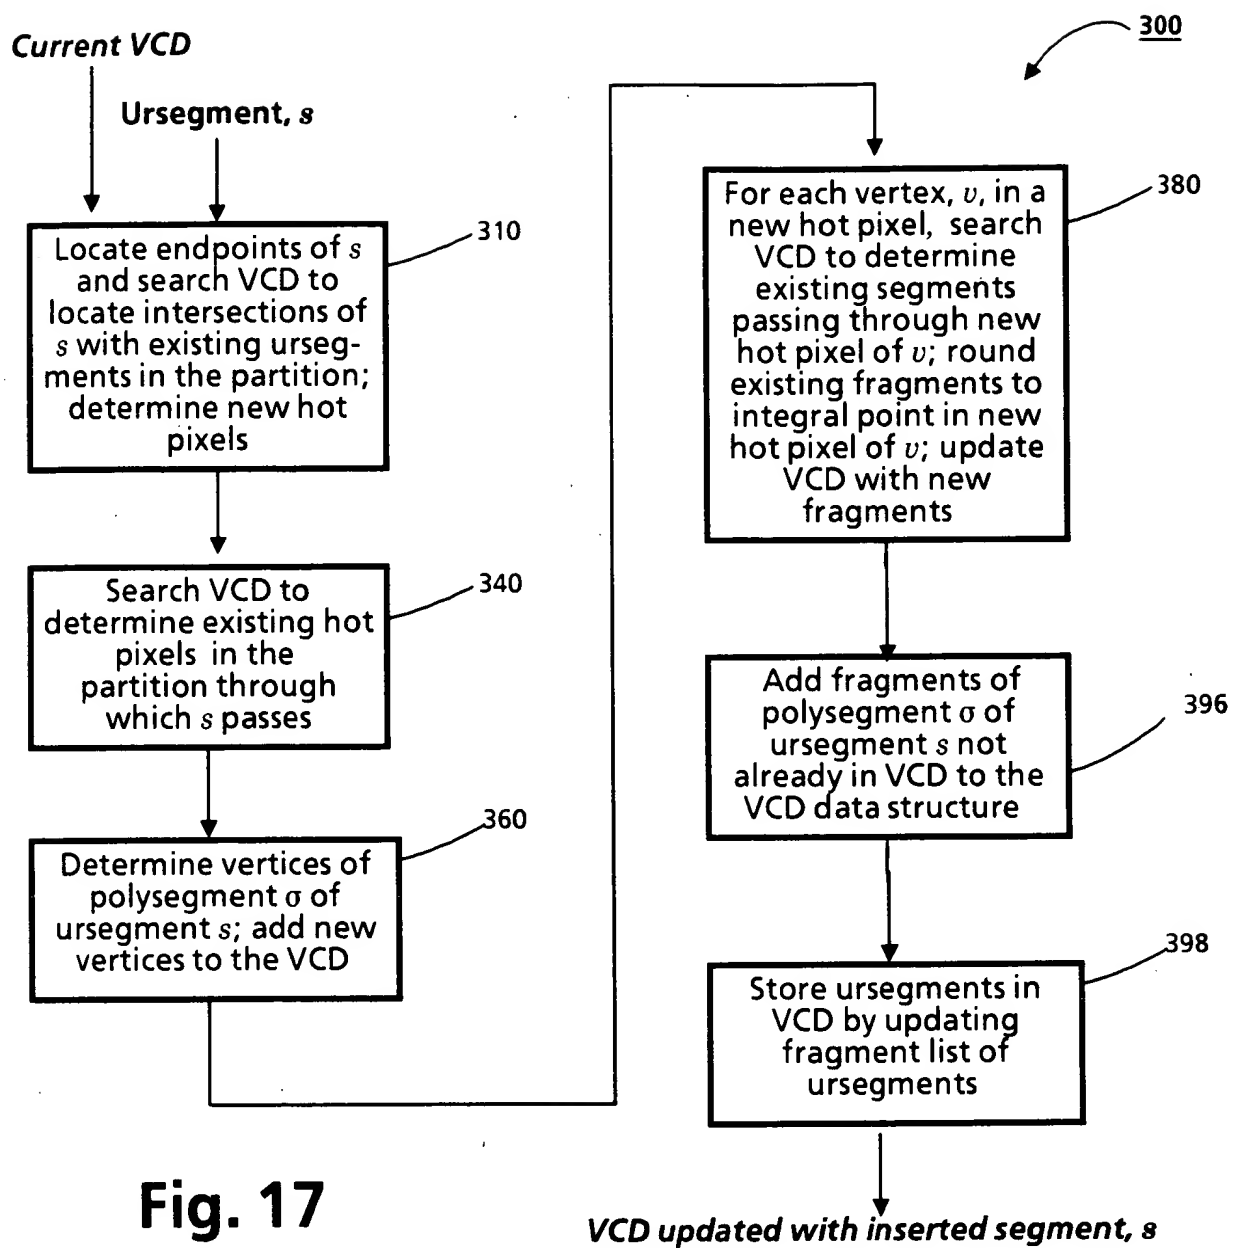 Current VCD
Ursegment, s
310
Locate endpoints of s
and search VCD to
locate intersections of
s with existing urseg-
ments in the partition;
determine new hot
pixels
340
Search VCD to
determine existing hot
pixels in the
partition through
which s passes
360
Determine vertices of
polysegment σ of
ursegment s; add new
vertices to the VCD
300
380
For each vertex, v, in a
new hot pixel, search
VCD to determine
existing segments
passing through new
hot pixel of v; round
existing fragments to
integral point in new
hot pixel of v; update
VCD with new
fragments
396
Add fragments of
polysegment σ of
ursegment s not
already in VCD to the
VCD data structure
398
Store ursegments in
VCD by updating
fragment list of
ursegments
VCD updated with inserted segment, s
Fig. 17